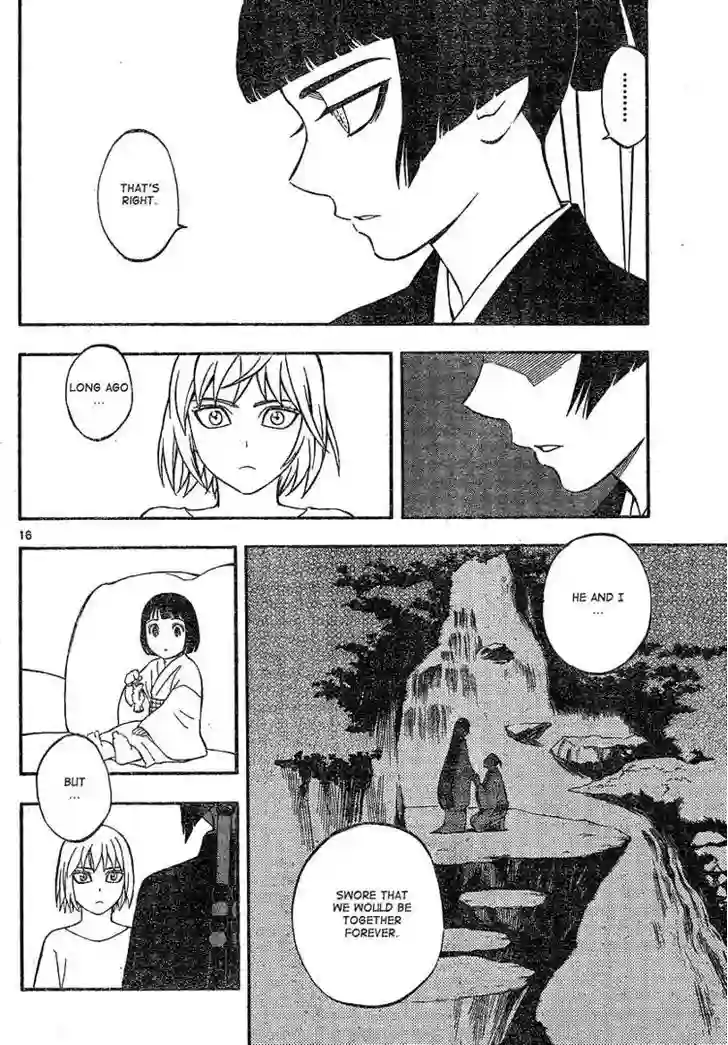 ........
THAT'S
RIGHT.
LONG AGO
...
HE AND I
...
SWORE THAT
WE WOULD BE
TOGETHER
FOREVER.
BUT
...
16